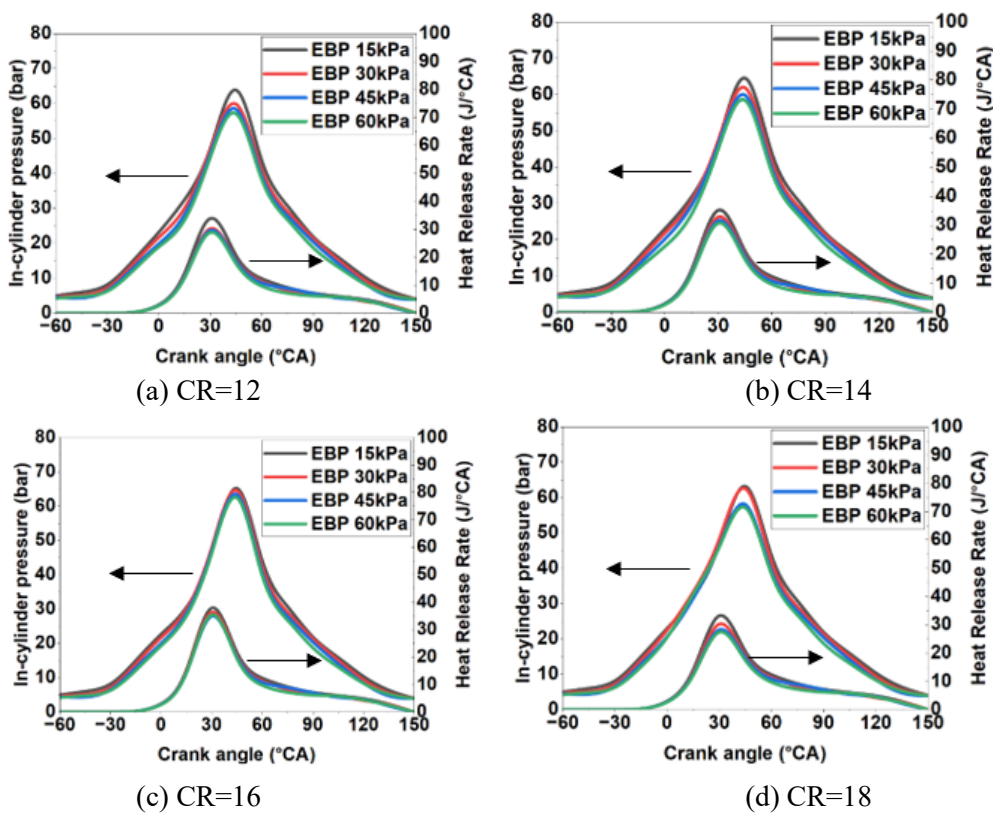 In-cylinder pressure (bar)
80
70
60
50
40
30
20
10
0
EBP 15kPa
EBP 30kPa
EBP 45kPa
EBP 60kPa
100
90
80
70
60
50
40
30
20
10
0
Heat Release Rate (J/°CA)
−60 −30 0 30 60 90 120 150
Crank angle (°CA)
(a) CR=12
In-cylinder pressure (bar)
80
70
60
50
40
30
20
10
0
EBP 15kPa
EBP 30kPa
EBP 45kPa
EBP 60kPa
100
90
80
70
60
50
40
30
20
10
0
Heat Release Rate (J/°CA)
−60 −30 0 30 60 90 120 150
Crank angle (°CA)
(b) CR=14
In-cylinder pressure (bar)
80
70
60
50
40
30
20
10
0
EBP 15kPa
EBP 30kPa
EBP 45kPa
EBP 60kPa
100
90
80
70
60
50
40
30
20
10
0
Heat Release Rate (J/°CA)
−60 −30 0 30 60 90 120 150
Crank angle (°CA)
(c) CR=16
In-cylinder pressure (bar)
80
70
60
50
40
30
20
10
0
EBP 15kPa
EBP 30kPa
EBP 45kPa
EBP 60kPa
100
90
80
70
60
50
40
30
20
10
0
Heat Release Rate (J/°CA)
−60 −30 0 30 60 90 120 150
Crank angle (°CA)
(d) CR=18